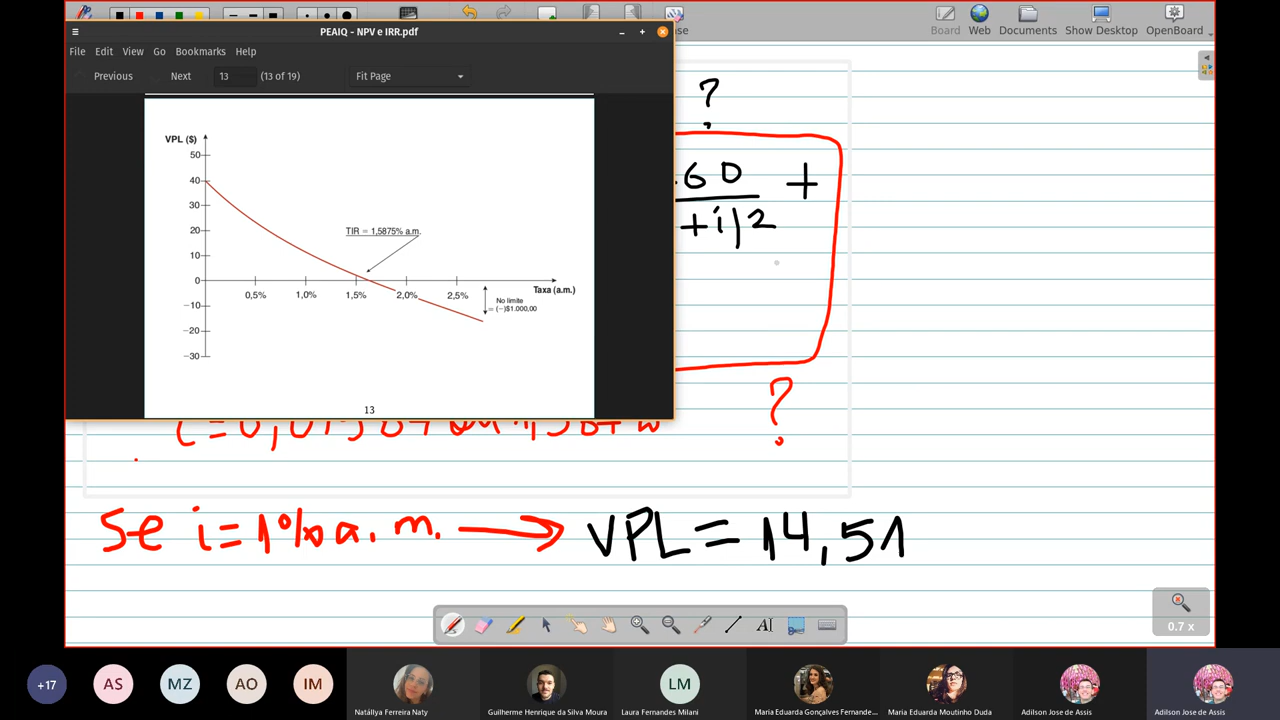 Board Web Documents Show Desktop OpenBoard
PEAIQ - NPV e IRR.pdf
File Edit View Go Bookmarks Help
Previous Next 13 (13 of 19) Fit Page
VPL ($)
50
40
30
20
10
0
−10
−20
−30
TIR = 1,5875% a.m.
0,5% 1,0% 1,5% 2,0% 2,5%
Taxa (a.m.)
No limite
= (−)$1.000,00
13
?
60 +
+i)12
?
Se i=1% a.m. → VPL = 14,51
0.7 x
+17 AS MZ AO IM LM
Natállya Ferreira Naty
Guilherme Henrique da Silva Moura
Laura Fernandes Milani
Maria Eduarda Gonçalves Fernande...
Maria Eduarda Moutinho Duda
Adilson Jose de Assis
Adilson Jose de Assis